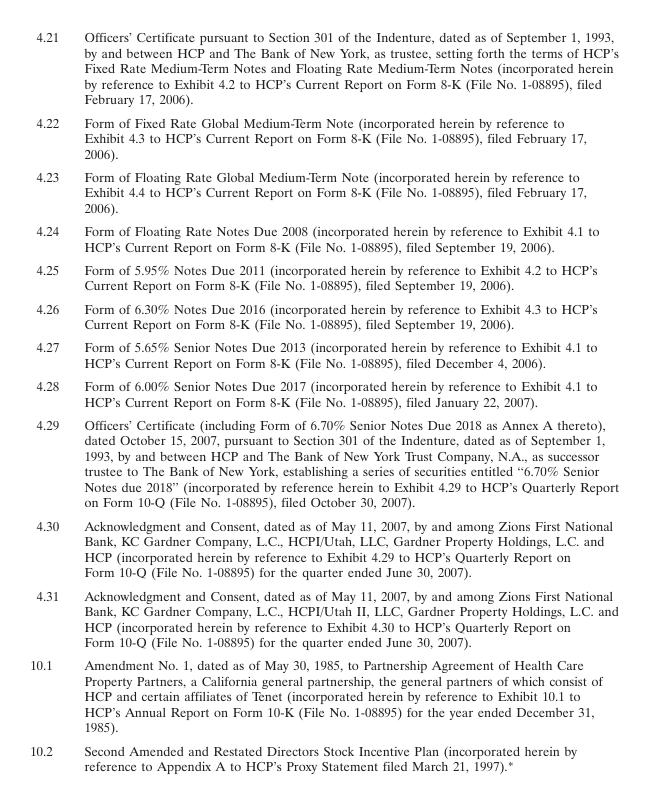 4.21 Officers’ Certificate pursuant to Section 301 of the Indenture, dated as of September 1, 1993,
by and between HCP and The Bank of New York, as trustee, setting forth the terms of HCP’s
Fixed Rate Medium-Term Notes and Floating Rate Medium-Term Notes (incorporated herein
by reference to Exhibit 4.2 to HCP’s Current Report on Form 8-K (File No. 1-08895), filed
February 17, 2006).
4.22 Form of Fixed Rate Global Medium-Term Note (incorporated herein by reference to
Exhibit 4.3 to HCP’s Current Report on Form 8-K (File No. 1-08895), filed February 17,
2006).
4.23 Form of Floating Rate Global Medium-Term Note (incorporated herein by reference to
Exhibit 4.4 to HCP’s Current Report on Form 8-K (File No. 1-08895), filed February 17,
2006).
4.24 Form of Floating Rate Notes Due 2008 (incorporated herein by reference to Exhibit 4.1 to
HCP’s Current Report on Form 8-K (File No. 1-08895), filed September 19, 2006).
4.25 Form of 5.95% Notes Due 2011 (incorporated herein by reference to Exhibit 4.2 to HCP’s
Current Report on Form 8-K (File No. 1-08895), filed September 19, 2006).
4.26 Form of 6.30% Notes Due 2016 (incorporated herein by reference to Exhibit 4.3 to HCP’s
Current Report on Form 8-K (File No. 1-08895), filed September 19, 2006).
4.27 Form of 5.65% Senior Notes Due 2013 (incorporated herein by reference to Exhibit 4.1 to
HCP’s Current Report on Form 8-K (File No. 1-08895), filed December 4, 2006).
4.28 Form of 6.00% Senior Notes Due 2017 (incorporated herein by reference to Exhibit 4.1 to
HCP’s Current Report on Form 8-K (File No. 1-08895), filed January 22, 2007).
4.29 Officers’ Certificate (including Form of 6.70% Senior Notes Due 2018 as Annex A thereto),
dated October 15, 2007, pursuant to Section 301 of the Indenture, dated as of September 1,
1993, by and between HCP and The Bank of New York Trust Company, N.A., as successor
trustee to The Bank of New York, establishing a series of securities entitled “6.70% Senior
Notes due 2018” (incorporated by reference herein to Exhibit 4.29 to HCP’s Quarterly Report
on Form 10-Q (File No. 1-08895), filed October 30, 2007).
4.30 Acknowledgment and Consent, dated as of May 11, 2007, by and among Zions First National
Bank, KC Gardner Company, L.C., HCPI/Utah, LLC, Gardner Property Holdings, L.C. and
HCP (incorporated herein by reference to Exhibit 4.29 to HCP’s Quarterly Report on
Form 10-Q (File No. 1-08895) for the quarter ended June 30, 2007).
4.31 Acknowledgment and Consent, dated as of May 11, 2007, by and among Zions First National
Bank, KC Gardner Company, L.C., HCPI/Utah II, LLC, Gardner Property Holdings, L.C. and
HCP (incorporated herein by reference to Exhibit 4.30 to HCP’s Quarterly Report on
Form 10-Q (File No. 1-08895) for the quarter ended June 30, 2007).
10.1 Amendment No. 1, dated as of May 30, 1985, to Partnership Agreement of Health Care
Property Partners, a California general partnership, the general partners of which consist of
HCP and certain affiliates of Tenet (incorporated herein by reference to Exhibit 10.1 to
HCP’s Annual Report on Form 10-K (File No. 1-08895) for the year ended December 31,
1985).
10.2 Second Amended and Restated Directors Stock Incentive Plan (incorporated herein by
reference to Appendix A to HCP’s Proxy Statement filed March 21, 1997).*